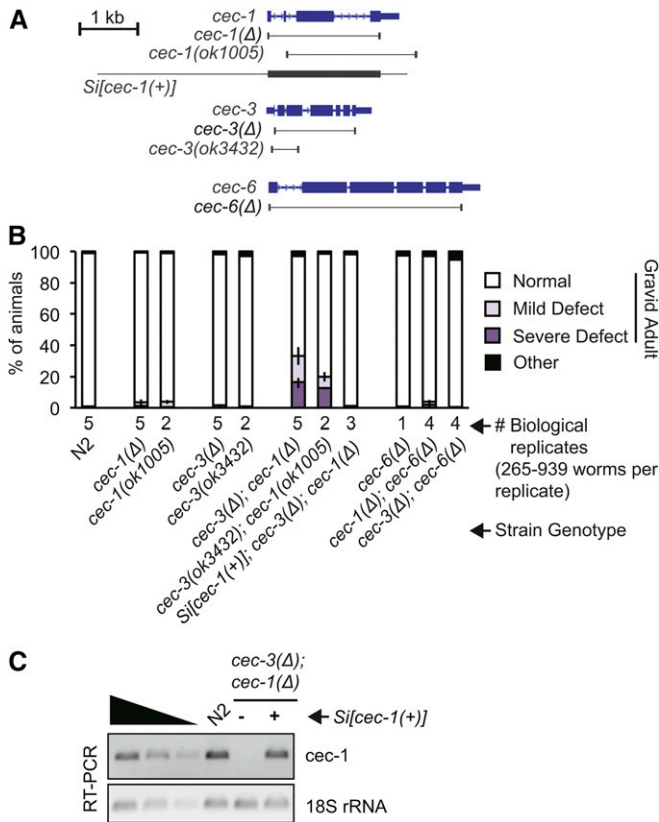 A
1 kb
cec-1
cec-1(Δ)
cec-1(ok1005)
Si[cec-1(+)]
cec-3
cec-3(Δ)
cec-3(ok3432)
cec-6
cec-6(Δ)
B
% of animals
100
80
60
40
20
0
Normal
Mild Defect
Severe Defect
Other
Gravid Adult
5 5 2 5 2 5 2 3 1 4 4
# Biological
replicates
(265-939 worms per
replicate)
N2
cec-1(Δ)
cec-1(ok1005)
cec-3(Δ)
cec-3(ok3432)
cec-3(Δ); cec-1(Δ)
cec-3(ok3432); cec-1(ok1005)
Si[cec-1(+)]; cec-3(Δ); cec-1(Δ)
cec-6(Δ)
cec-1(Δ); cec-6(Δ)
cec-3(Δ); cec-6(Δ)
Strain Genotype
C
cec-3(Δ);
cec-1(Δ)
N2
- +
Si[cec-1(+)]
RT-PCR
cec-1
18S rRNA